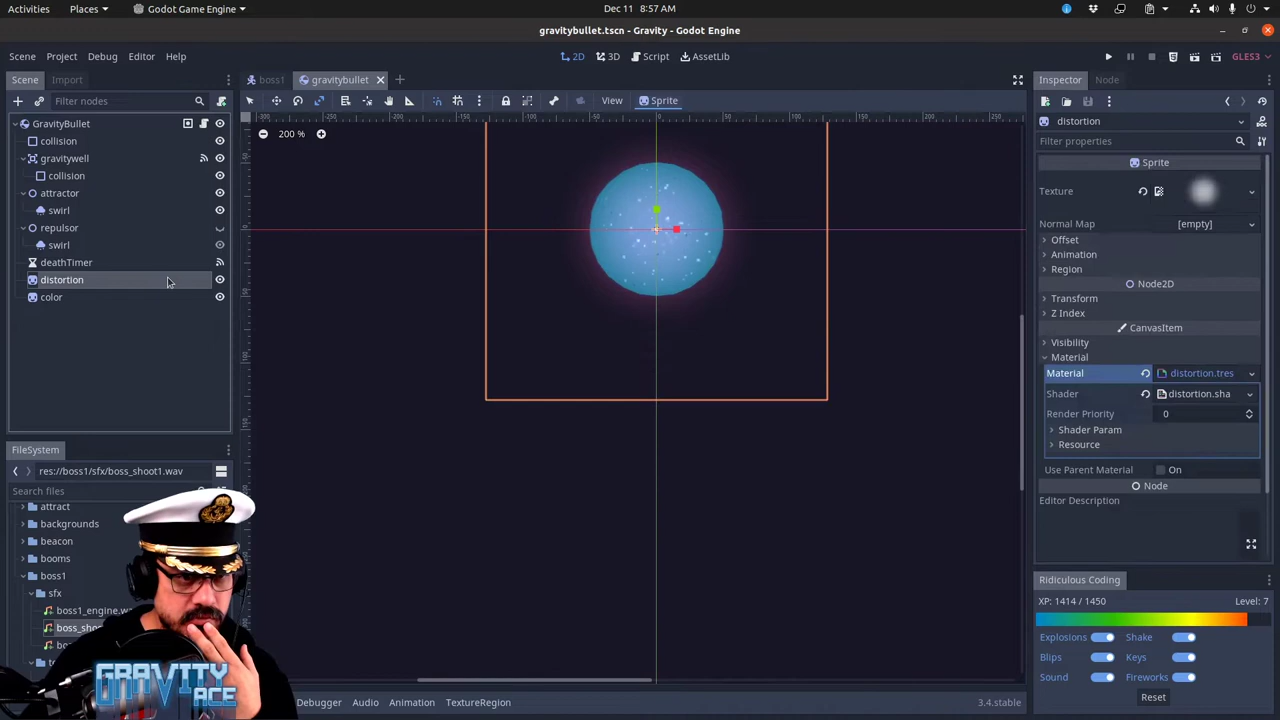 Activities
Places
Godot Game Engine
Dec 11 8:57 AM
gravitybullet.tscn - Gravity - Godot Engine
Scene Project Debug Editor Help
2D 3D Script AssetLib
GLES3
Scene Import
boss1
gravitybullet
Inspector Node
Filter nodes
View
Sprite
GravityBullet
collision
gravitywell
collision
attractor
swirl
repulsor
swirl
deathTimer
distortion
color
200 %
distortion
Filter properties
Sprite
Texture
Normal Map [empty]
Offset
Animation
Region
Node2D
Transform
Z Index
CanvasItem
Visibility
Material
Material distortion.tres
Shader distortion.sha
Render Priority 0
Shader Param
Resource
Use Parent Material On
Node
Editor Description
FileSystem
res://boss1/sfx/boss_shoot1.wav
Search files
attract
backgrounds
beacon
booms
boss1
sfx
boss1_engine.wa
GRAVITY
ACE
Ridiculous Coding
XP: 1414 / 1450 Level: 7
Explosions Shake
Blips Keys
Sound Fireworks
Reset
Debugger Audio Animation TextureRegion
3.4.stable